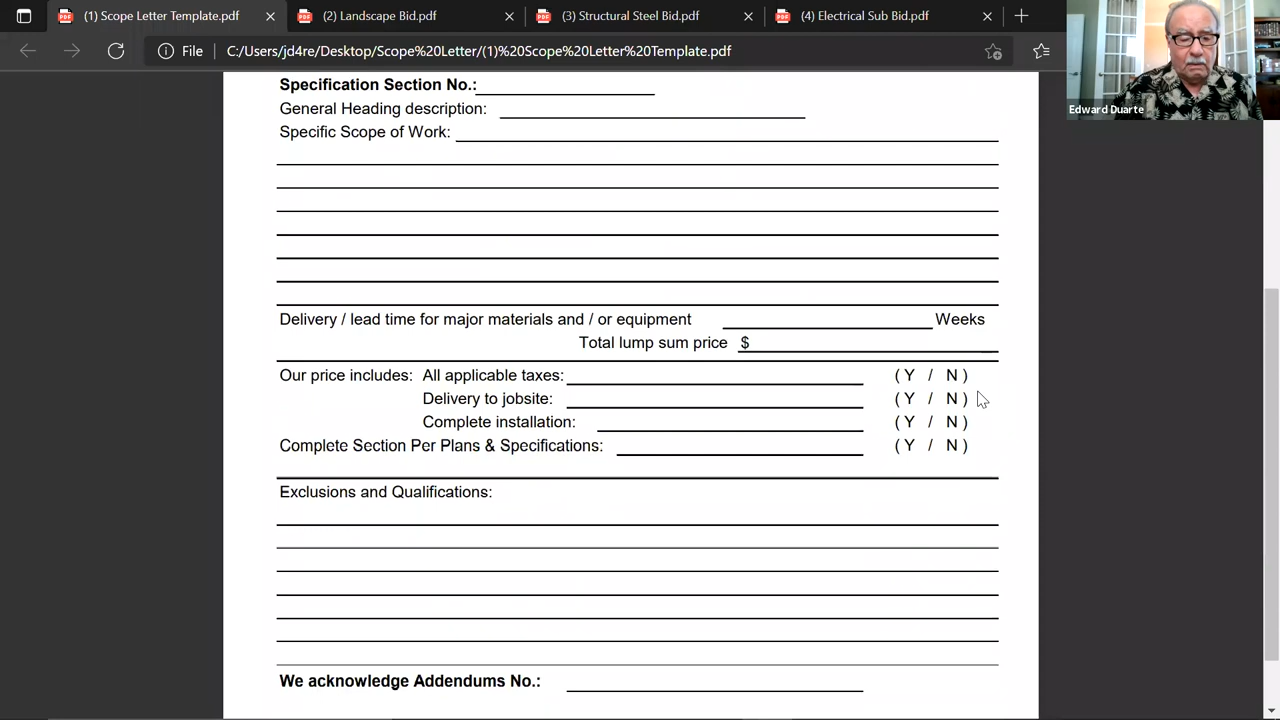 (1) Scope Letter Template.pdf
(2) Landscape Bid.pdf
(3) Structural Steel Bid.pdf
(4) Electrical Sub Bid.pdf
File
C:/Users/jd4re/Desktop/Scope%20Letter/(1)%20Scope%20Letter%20Template.pdf
Edward Duarte
Specification Section No.:
General Heading description:
Specific Scope of Work:
Delivery / lead time for major materials and / or equipment Weeks
Total lump sum price $
Our price includes: All applicable taxes: ( Y / N )
Delivery to jobsite: ( Y / N )
Complete installation: ( Y / N )
Complete Section Per Plans & Specifications: ( Y / N )
Exclusions and Qualifications:
We acknowledge Addendums No.: